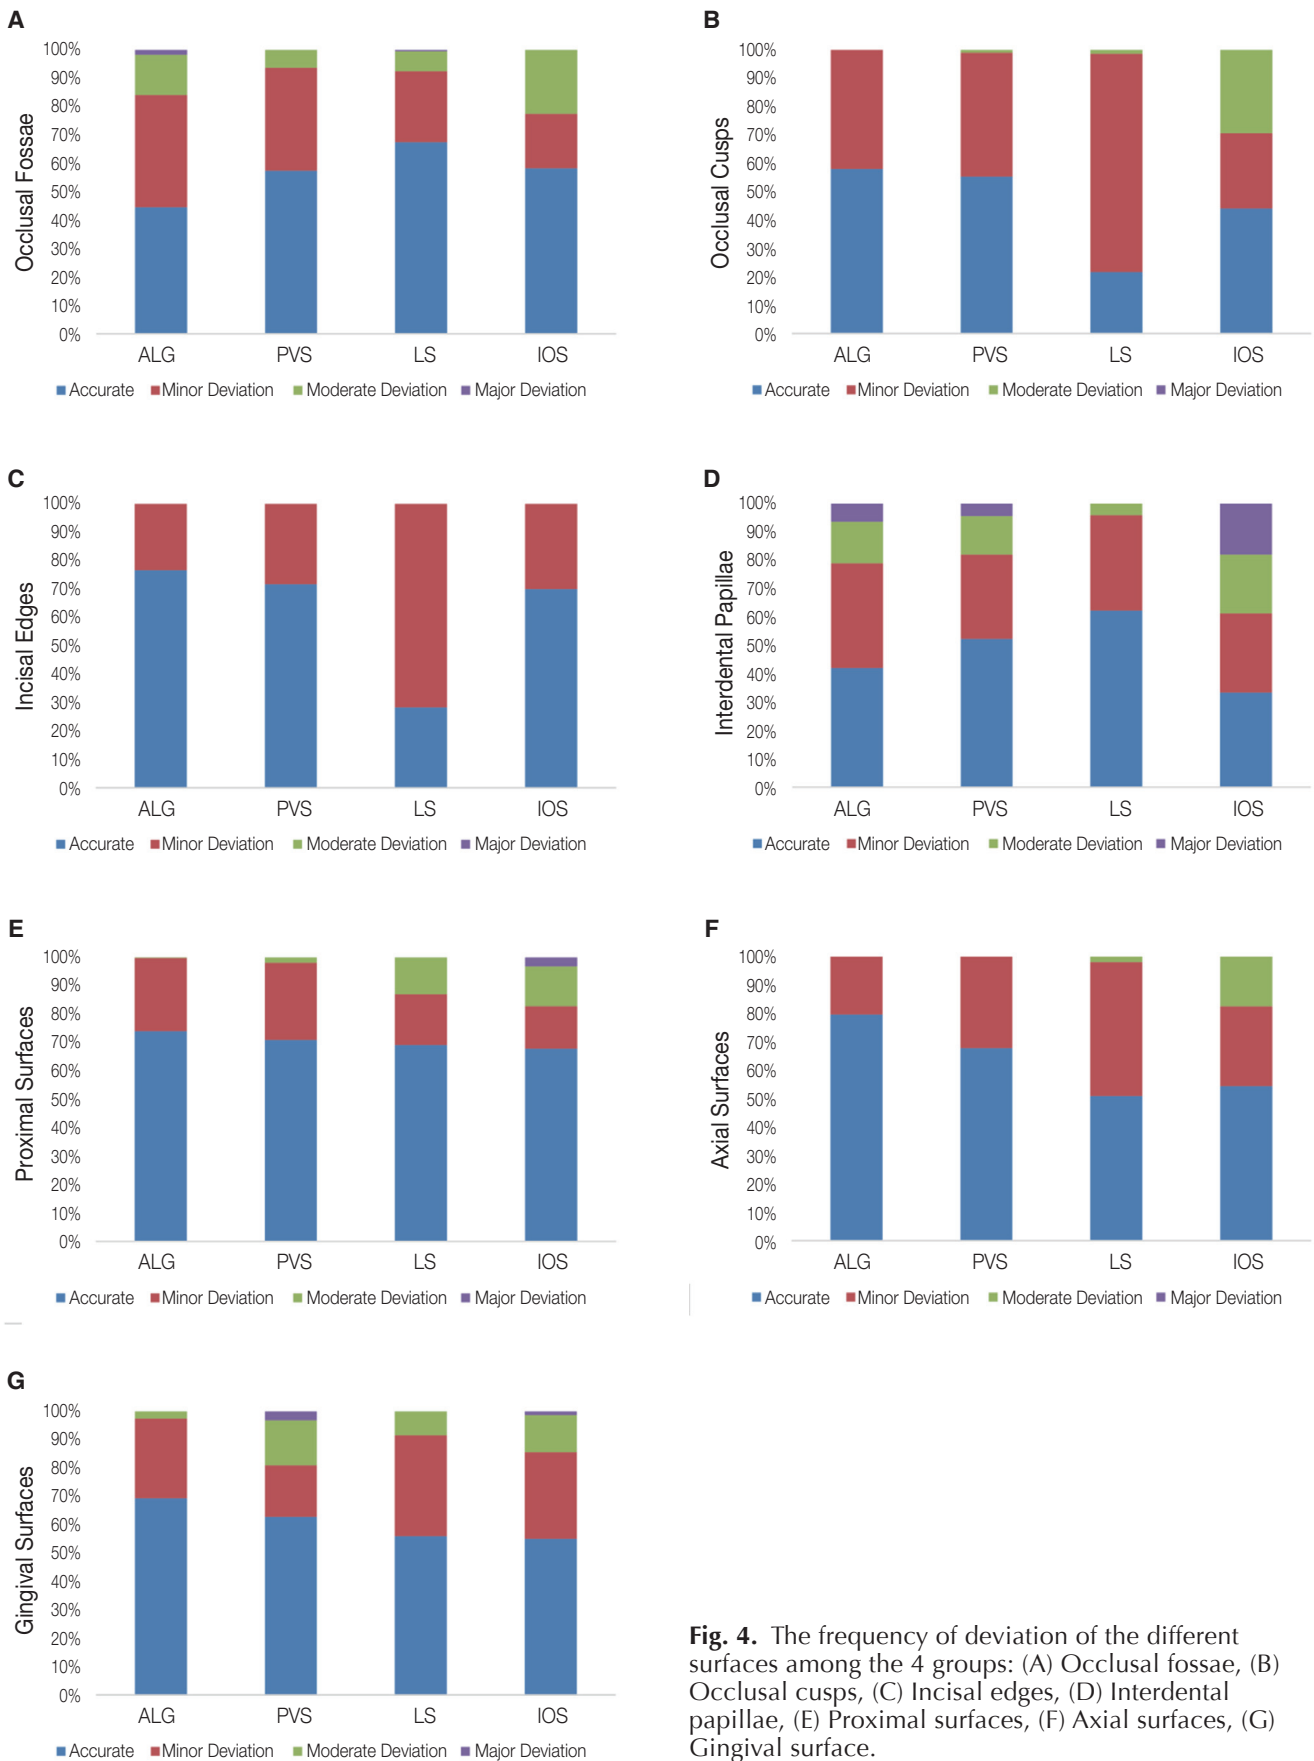 A
100%
90%
80%
70%
60%
50%
40%
30%
20%
10%
0%
Occlusal Fossae
ALG PVS LS IOS
Accurate Minor Deviation Moderate Deviation Major Deviation
B
100%
90%
80%
70%
60%
50%
40%
30%
20%
10%
0%
Occlusal Cusps
ALG PVS LS IOS
Accurate Minor Deviation Moderate Deviation Major Deviation
C
100%
90%
80%
70%
60%
50%
40%
30%
20%
10%
0%
Incisal Edges
ALG PVS LS IOS
Accurate Minor Deviation Moderate Deviation Major Deviation
D
100%
90%
80%
70%
60%
50%
40%
30%
20%
10%
0%
Interdental Papillae
ALG PVS LS IOS
Accurate Minor Deviation Moderate Deviation Major Deviation
E
100%
90%
80%
70%
60%
50%
40%
30%
20%
10%
0%
Proximal Surfaces
ALG PVS LS IOS
Accurate Minor Deviation Moderate Deviation Major Deviation
F
100%
90%
80%
70%
60%
50%
40%
30%
20%
10%
0%
Axial Surfaces
ALG PVS LS IOS
Accurate Minor Deviation Moderate Deviation Major Deviation
G
100%
90%
80%
70%
60%
50%
40%
30%
20%
10%
0%
Gingival Surfaces
ALG PVS LS IOS
Accurate Minor Deviation Moderate Deviation Major Deviation
Fig. 4. The frequency of deviation of the different
surfaces among the 4 groups: (A) Occlusal fossae, (B)
Occlusal cusps, (C) Incisal edges, (D) Interdental
papillae, (E) Proximal surfaces, (F) Axial surfaces, (G)
Gingival surface.